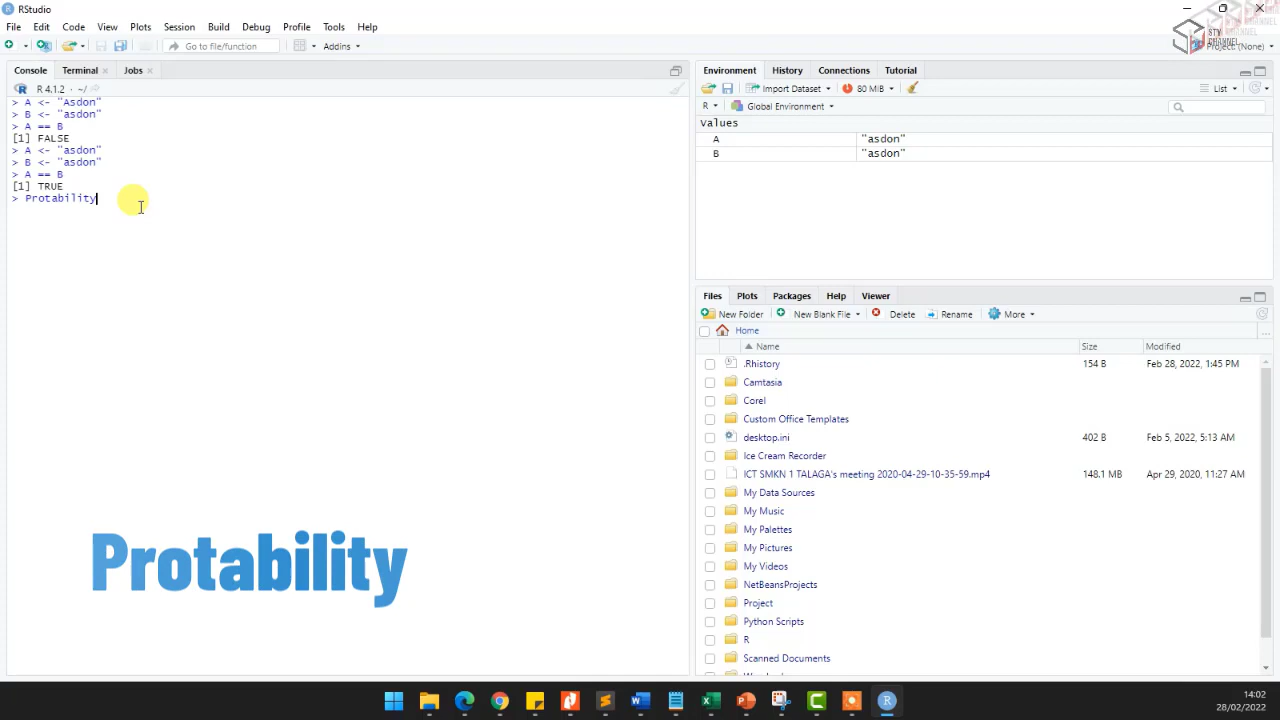 RStudio
File Edit Code View Plots Session Build Debug Profile Tools Help
Go to file/function Addins
Project: (None)
Console Terminal Jobs
R 4.1.2 · ~/
> A <- "Asdon"
> B <- "asdon"
> A == B
[1] FALSE
> A <- "asdon"
> B <- "asdon"
> A == B
[1] TRUE
> Protability
Protability
Environment History Connections Tutorial
Import Dataset 80 MiB List
R Global Environment
Values
A "asdon"
B "asdon"
Files Plots Packages Help Viewer
New Folder New Blank File Delete Rename More
Home
Name Size Modified
.Rhistory 154 B Feb 28, 2022, 1:45 PM
Camtasia
Corel
Custom Office Templates
desktop.ini 402 B Feb 5, 2022, 5:13 AM
Ice Cream Recorder
ICT SMKN 1 TALAGA's meeting 2020-04-29-10-35-59.mp4 148.1 MB Apr 29, 2020, 11:27 AM
My Data Sources
My Music
My Palettes
My Pictures
My Videos
NetBeansProjects
Project
Python Scripts
R
Scanned Documents
14:02
28/02/2022